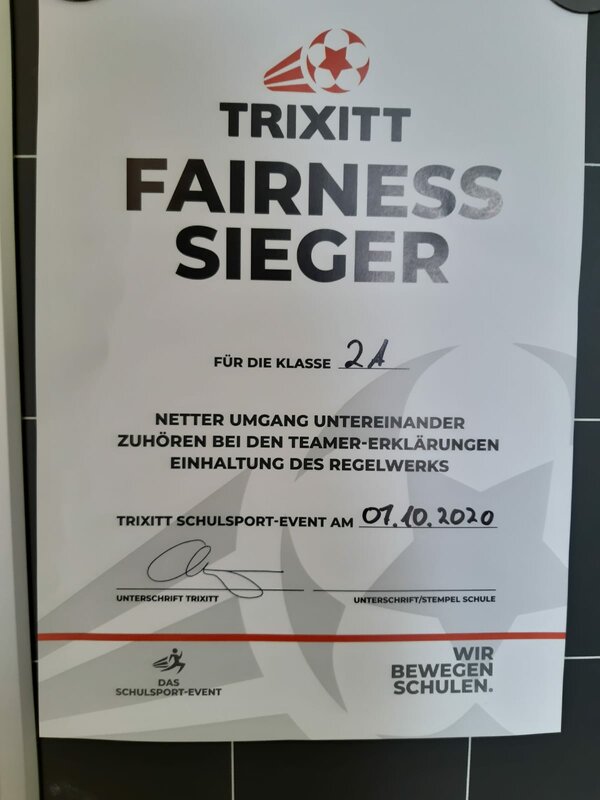 TRIXITT
FAIRNESS
SIEGER
FÜR DIE KLASSE 2A
NETTER UMGANG UNTEREINANDER
ZUHÖREN BEI DEN TEAMER-ERKLÄRUNGEN
EINHALTUNG DES REGELWERKS
TRIXITT SCHULSPORT-EVENT AM 01.10.2020
UNTERSCHRIFT TRIXITT
UNTERSCHRIFT/STEMPEL SCHULE
DAS
SCHULSPORT-EVENT
WIR
BEWEGEN
SCHULEN.